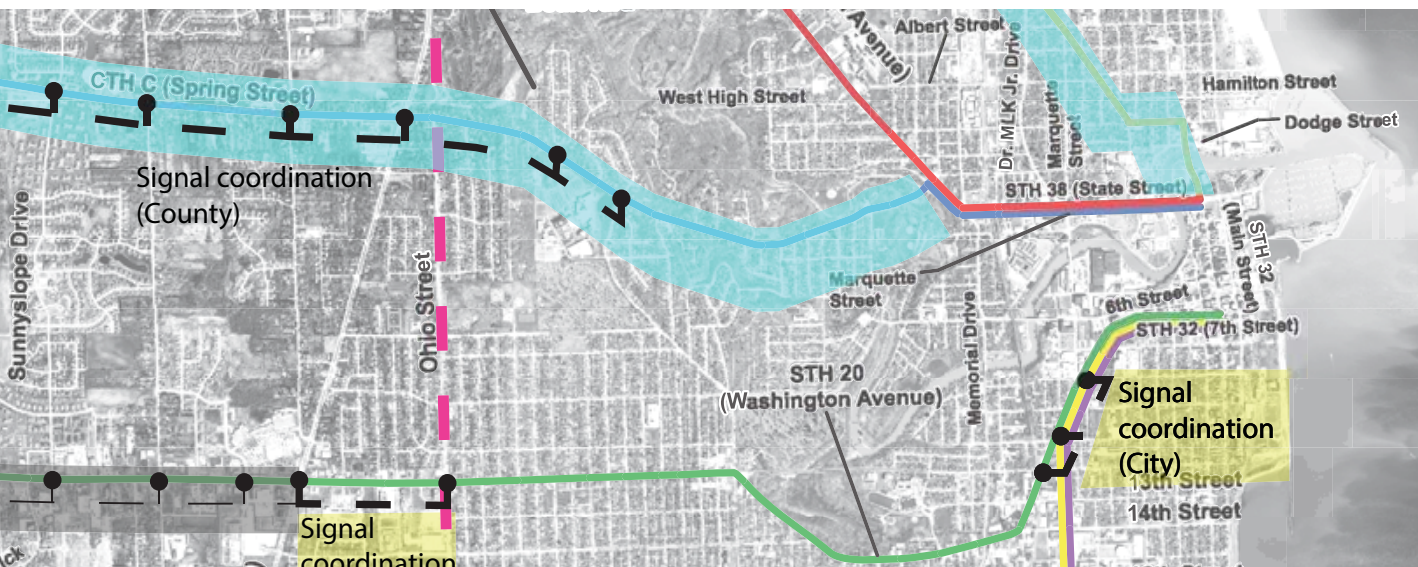 Avenue)
Albert Street
Dr. MLK Jr. Drive
CTH C (Spring Street)
West High Street
Marquette
Street
Hamilton Street
Dodge Street
Signal coordination
(County)
STH 38 (State Street)
Sunnyslope Drive
Ohio Street
Marquette
Street
STH 32
(Main Street)
6th Street
STH 32 (7th Street)
Memorial Drive
STH 20
(Washington Avenue)
Signal
coordination
(City)
13th Street
14th Street
Signal
coordination
ck